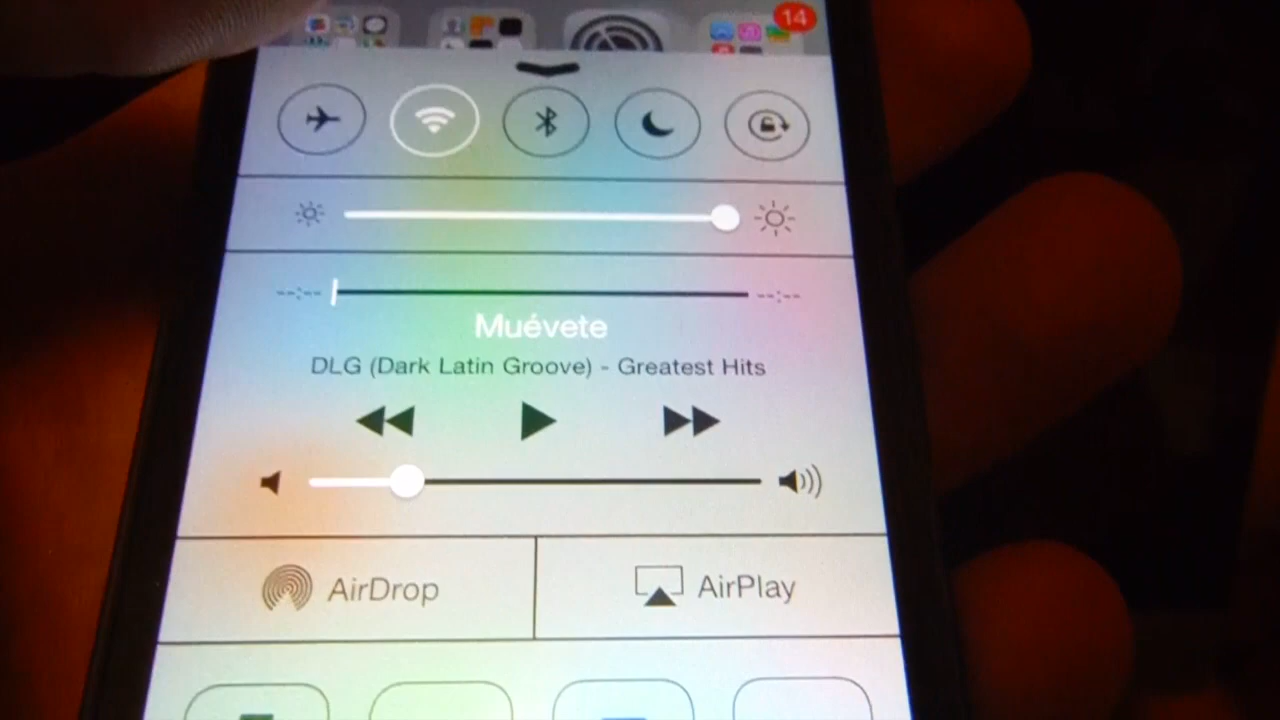 14
--:-- --:--
Muévete
DLG (Dark Latin Groove) - Greatest Hits
AirDrop AirPlay